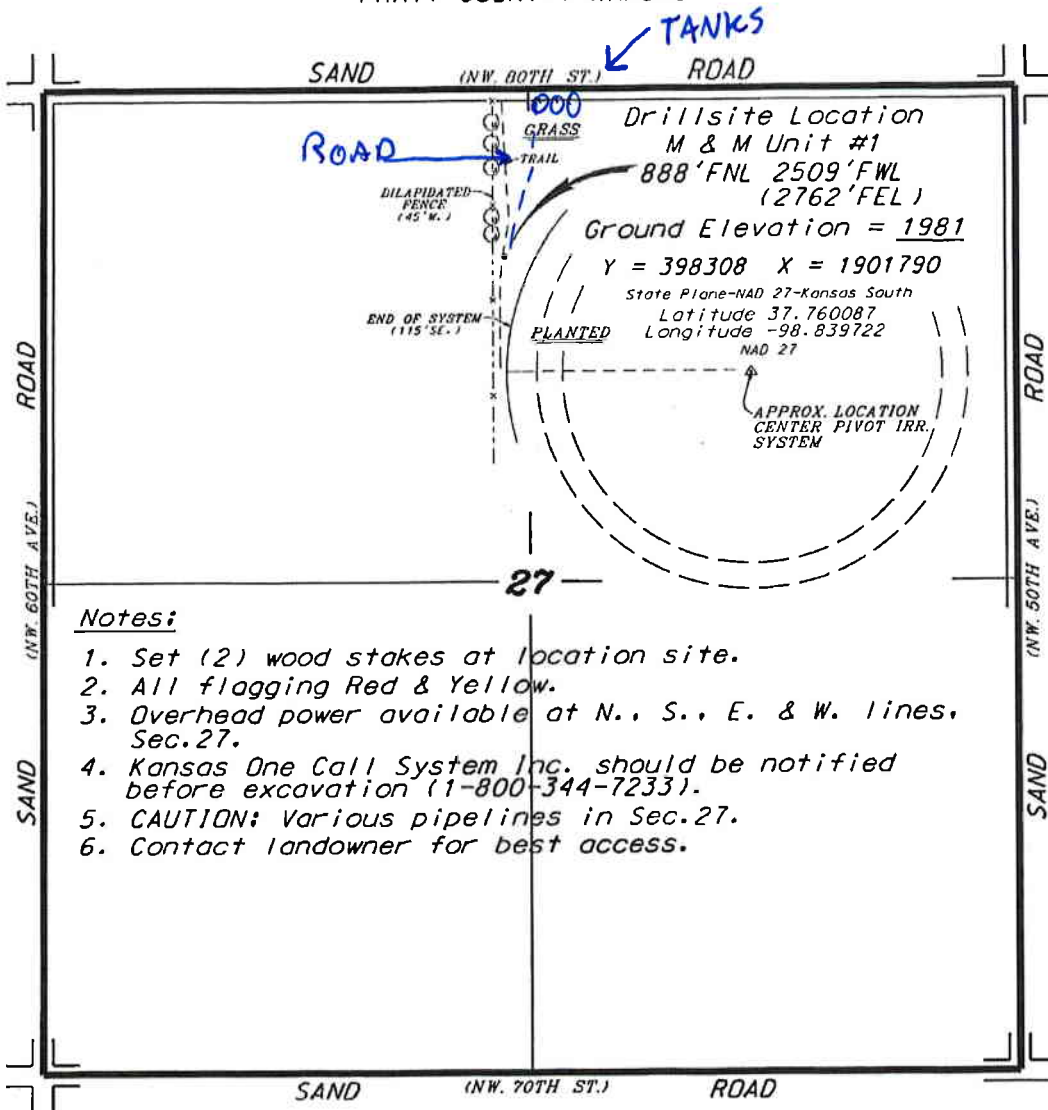 TANKS
SAND (NW. 80TH ST.) ROAD
000
GRASS
ROAD
TRAIL
DILAPIDATED
FENCE
(45'W.)
Drillsite Location
M & M Unit #1
888'FNL 2509'FWL
(2762'FEL)
Ground Elevation = 1981
Y = 398308 X = 1901790
State Plane-NAD 27-Kansas South
Latitude 37.760087
Longitude -98.839722
NAD 27
END OF SYSTEM
(115'SE.)
PLANTED
APPROX. LOCATION
CENTER PIVOT IRR.
SYSTEM
ROAD
(NW. 60TH AVE.)
SAND
ROAD
(NW. 50TH AVE.)
SAND
27
Notes:
1. Set (2) wood stakes at location site.
2. All flagging Red & Yellow.
3. Overhead power available at N., S., E. & W. lines,
Sec.27.
4. Kansas One Call System Inc. should be notified
before excavation (1-800-344-7233).
5. CAUTION: Various pipelines in Sec.27.
6. Contact landowner for best access.
SAND (NW. 70TH ST.) ROAD